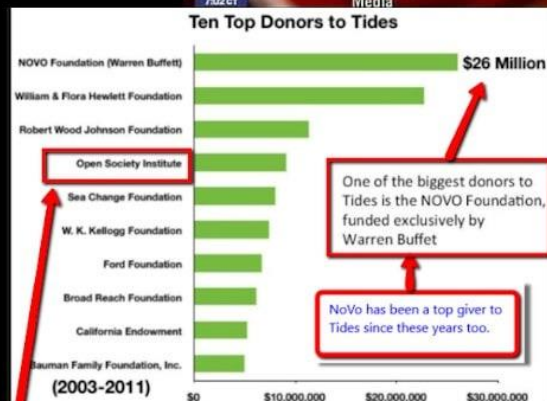 7:02 CT
Media
Ten Top Donors to Tides
NOVO Foundation (Warren Buffett)
$26 Million
William & Flora Hewlett Foundation
Robert Wood Johnson Foundation
Open Society Institute
Sea Change Foundation
W. K. Kellogg Foundation
Ford Foundation
Broad Reach Foundation
California Endowment
Bauman Family Foundation, Inc.
One of the biggest donors to
Tides is the NOVO Foundation,
funded exclusively by
Warren Buffet
NoVo has been a top giver to
Tides since these years too.
(2003-2011)
$0
$10,000,000
$20,000,000
$30,000,000